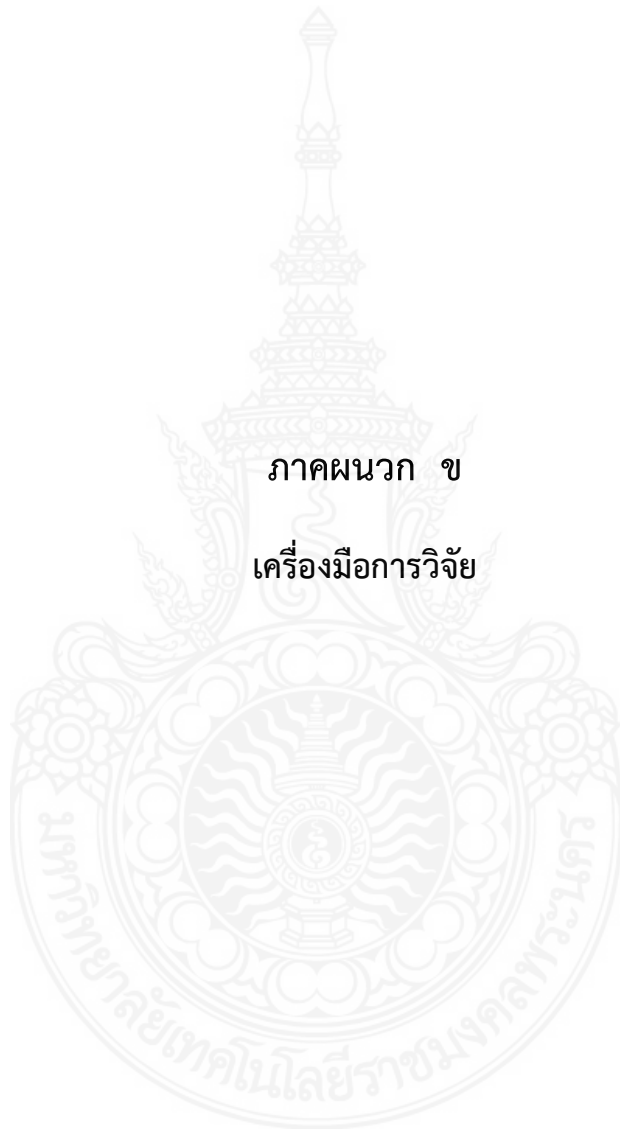 ภาคผนวก ข
เครื่องมือการวิจัย
มหาวิทยาลัยเทคโนโลยีราชมงคลพระนคร